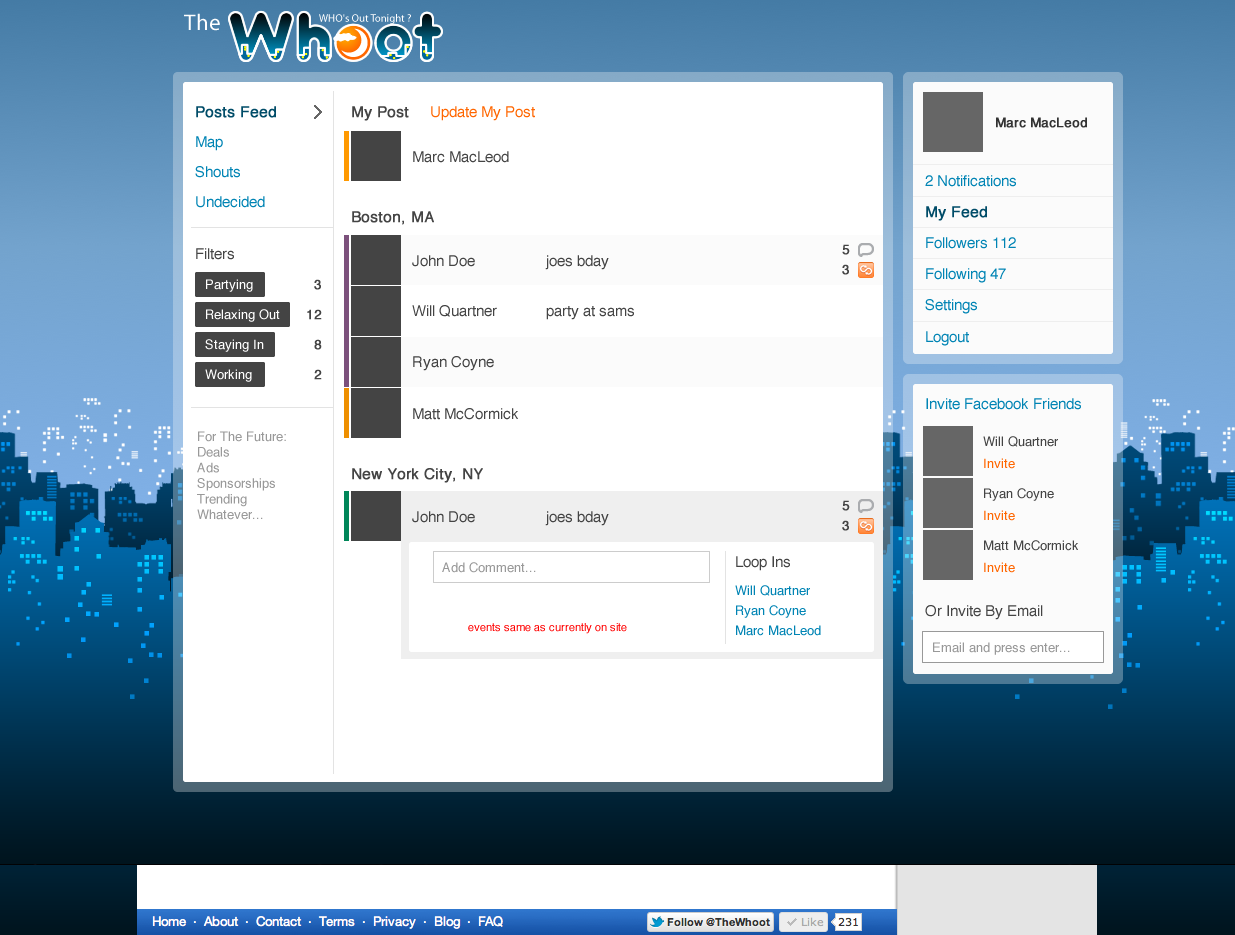 The Whoot
WHO's Out Tonight ?
Posts Feed
Map
Shouts
Undecided
Filters
Partying 3
Relaxing Out 12
Staying In 8
Working 2
For The Future:
Deals
Ads
Sponsorships
Trending
Whatever...
My Post Update My Post
Marc MacLeod
Boston, MA
John Doe joes bday 5
3
Will Quartner party at sams
Ryan Coyne
Matt McCormick
New York City, NY
John Doe joes bday 5
3
Add Comment...
events same as currently on site
Loop Ins
Will Quartner
Ryan Coyne
Marc MacLeod
Marc MacLeod
2 Notifications
My Feed
Followers 112
Following 47
Settings
Logout
Invite Facebook Friends
Will Quartner
Invite
Ryan Coyne
Invite
Matt McCormick
Invite
Or Invite By Email
Email and press enter...
Home · About · Contact · Terms · Privacy · Blog · FAQ
Follow @TheWhoot Like 231